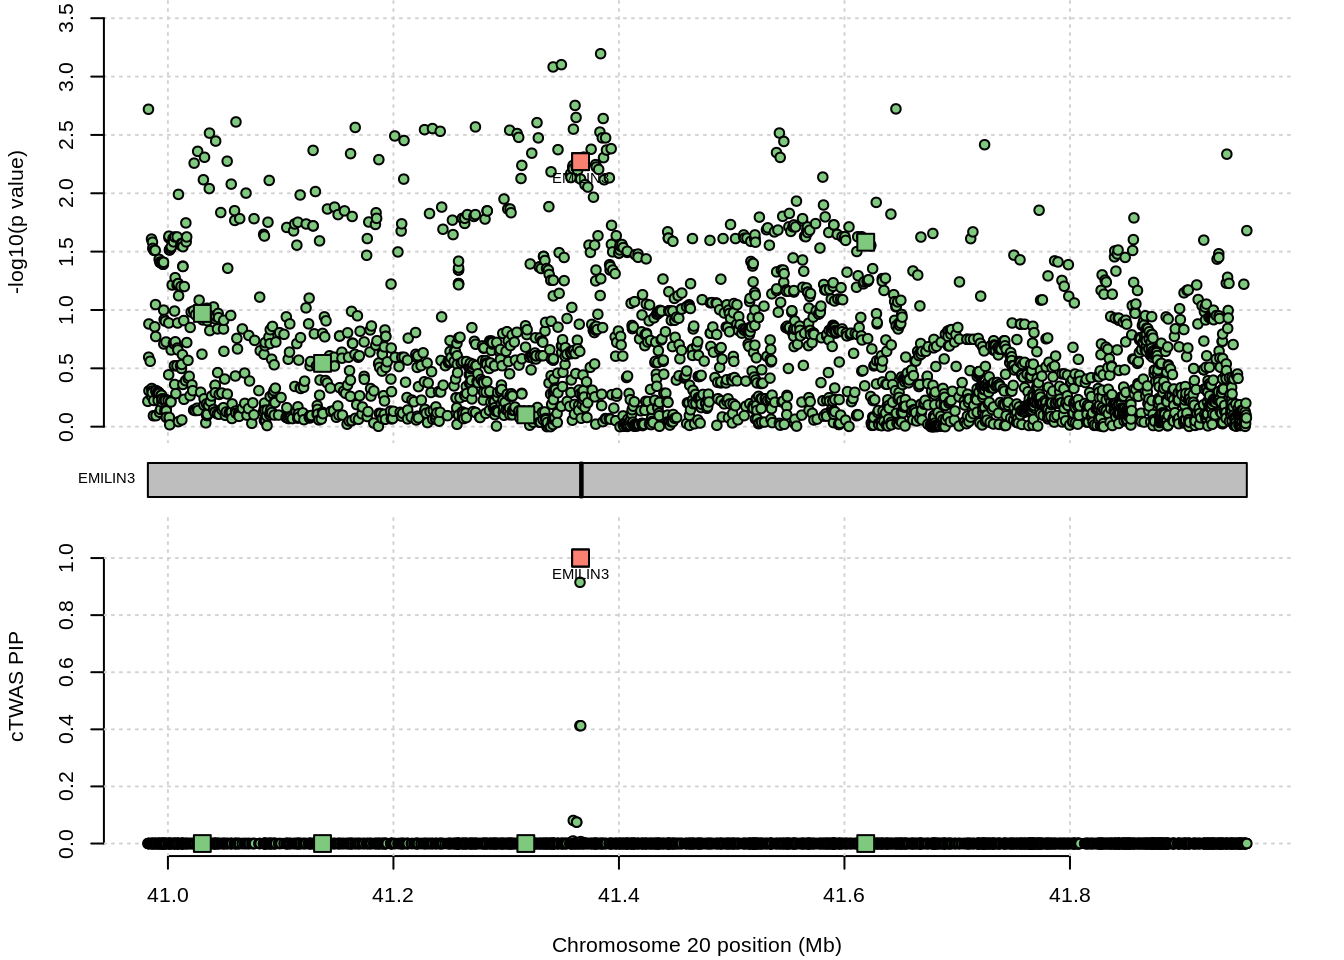 3.5
3.0
2.5
2.0
1.5
1.0
0.5
0.0
-log10(p value)
EMILIN3
EMILIN3
1.0
0.8
0.6
0.4
0.2
0.0
cTWAS PIP
EMILIN3
41.0 41.2 41.4 41.6 41.8
Chromosome 20 position (Mb)